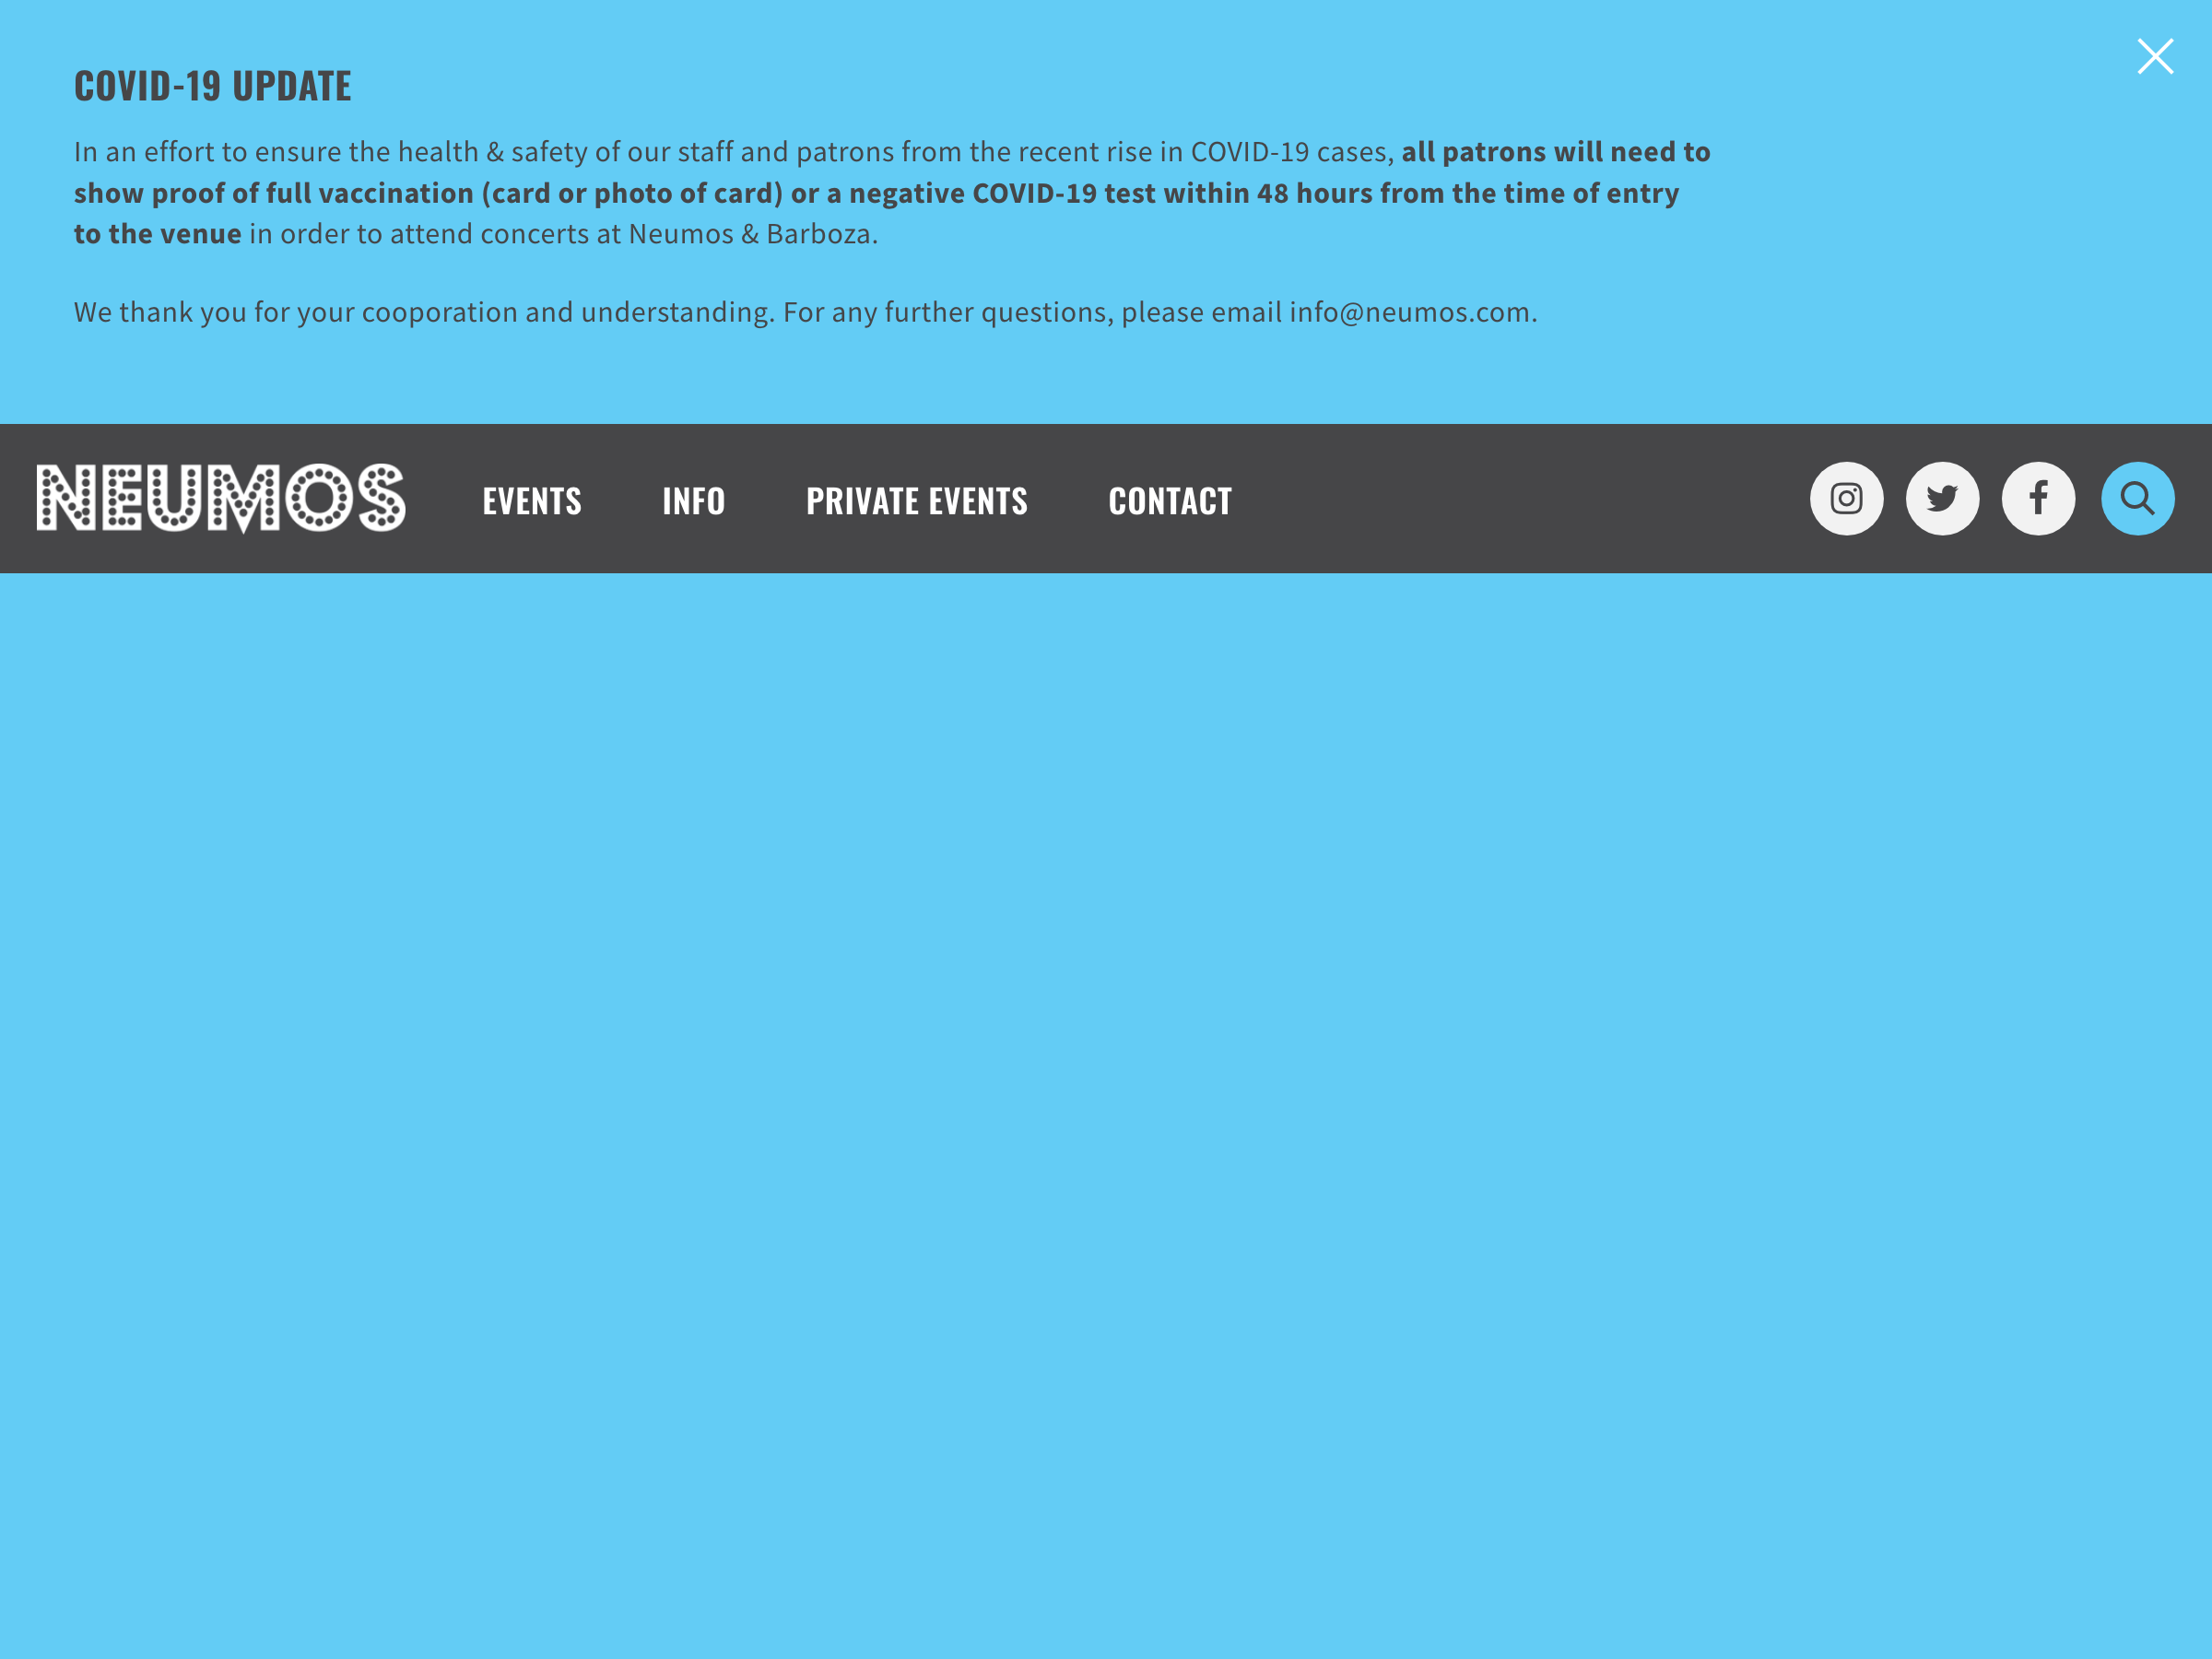 COVID-19 UPDATE
In an effort to ensure the health & safety of our staff and patrons from the recent rise in COVID-19 cases, all patrons will need to
show proof of full vaccination (card or photo of card) or a negative COVID-19 test within 48 hours from the time of entry
to the venue in order to attend concerts at Neumos & Barboza.
We thank you for your cooporation and understanding. For any further questions, please email info@neumos.com.
NEUMOS EVENTS INFO PRIVATE EVENTS CONTACT